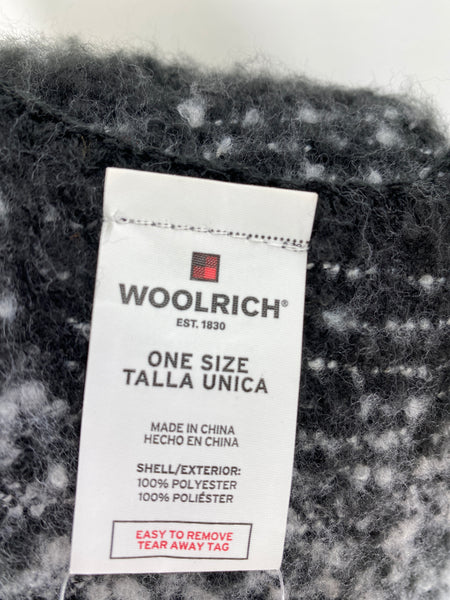 WOOLRICH®
EST. 1830
ONE SIZE
TALLA UNICA
MADE IN CHINA
HECHO EN CHINA
SHELL/EXTERIOR:
100% POLYESTER
100% POLIÉSTER
EASY TO REMOVE
TEAR AWAY TAG